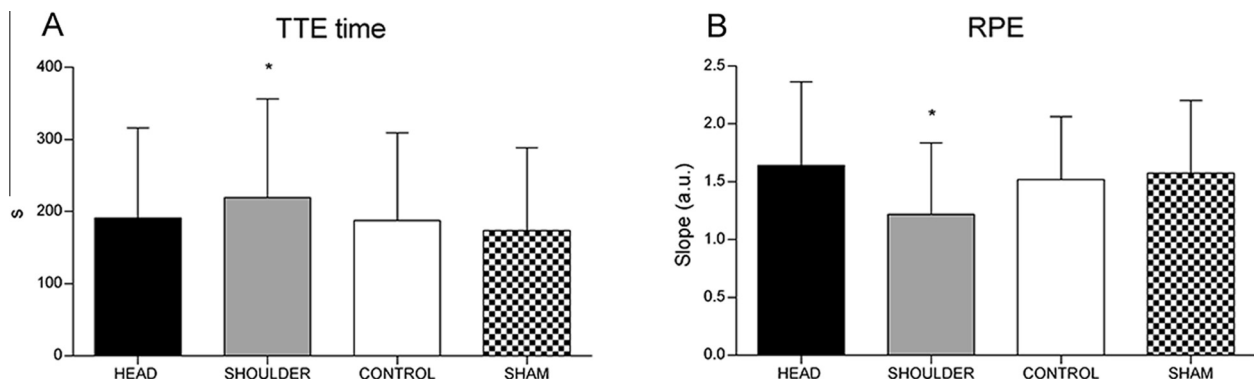 A
TTE time
400
300
200
100
0
s
*
HEAD
SHOULDER
CONTROL
SHAM
B
RPE
2.5
2.0
1.5
1.0
0.5
0.0
Slope (a.u.)
*
HEAD
SHOULDER
CONTROL
SHAM